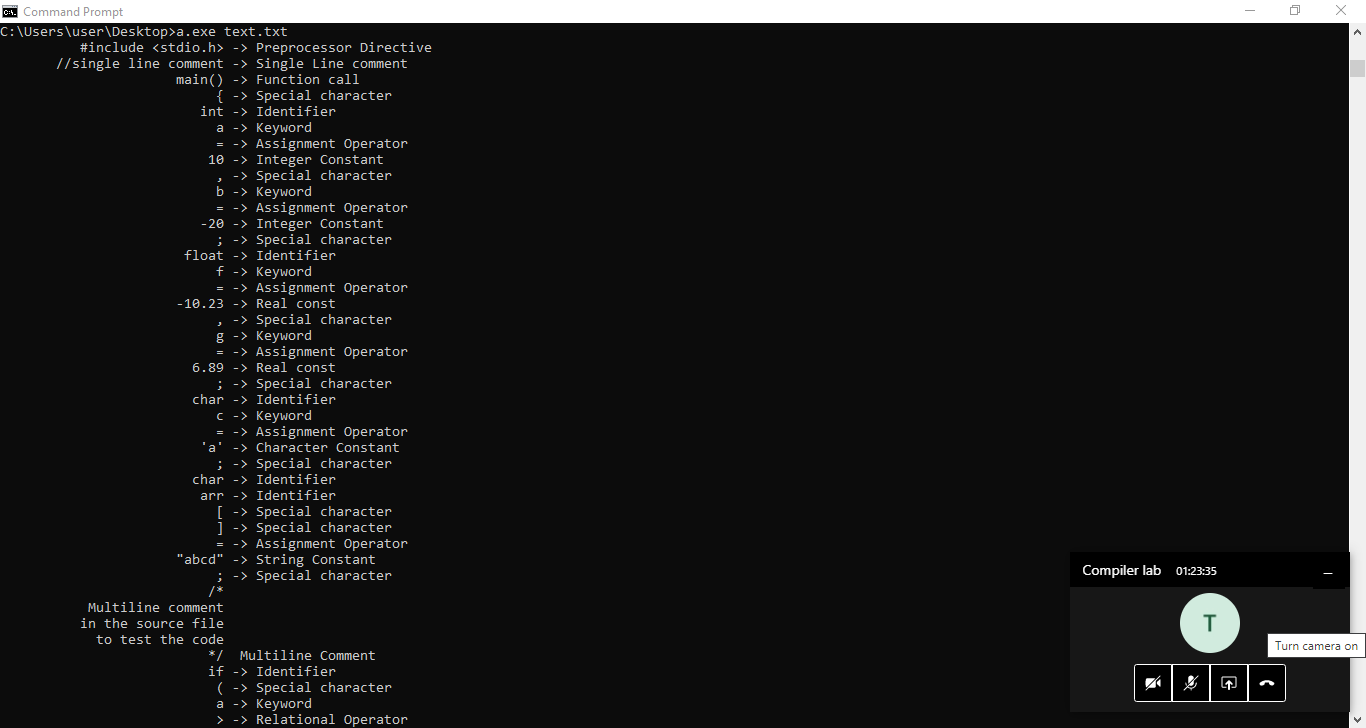 Command Prompt
C:\Users\user\Desktop>a.exe text.txt
#include <stdio.h> -> Preprocessor Directive
//single line comment -> Single Line comment
main() -> Function call
{ -> Special character
int -> Identifier
a -> Keyword
= -> Assignment Operator
10 -> Integer Constant
, -> Special character
b -> Keyword
= -> Assignment Operator
-20 -> Integer Constant
; -> Special character
float -> Identifier
f -> Keyword
= -> Assignment Operator
-10.23 -> Real const
, -> Special character
g -> Keyword
= -> Assignment Operator
6.89 -> Real const
; -> Special character
char -> Identifier
c -> Keyword
= -> Assignment Operator
'a' -> Character Constant
; -> Special character
char -> Identifier
arr -> Identifier
[ -> Special character
] -> Special character
= -> Assignment Operator
"abcd" -> String Constant
; -> Special character
/*
Multiline comment
in the source file
to test the code
*/ Multiline Comment
if -> Identifier
( -> Special character
a -> Keyword
> -> Relational Operator
Compiler lab 01:23:35
T
Turn camera on